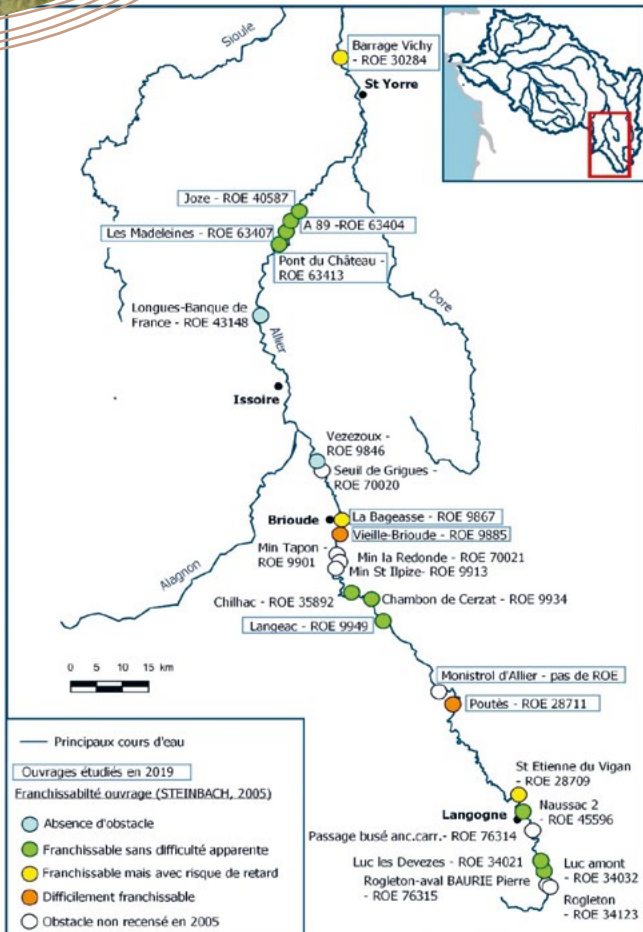 Sioule
Barrage Vichy
- ROE 30284
St Yorre
Joze - ROE 40587
A 89 -ROE 63404
Les Madeleines - ROE 63407
Pont du Château -
ROE 63413
Longues-Banque de
France - ROE 43148
Allier
Dore
Issoire
Vezezoux -
ROE 9846
Seuil de Grigues -
ROE 70020
La Bageasse - ROE 9867
Brioude
Vieille-Brioude - ROE 9885
Min Tapon -
ROE 9901
Min la Redonde - ROE 70021
Min St Ilpize- ROE 9913
Alagnon
Chilhac - ROE 35892
Chambon de Cerzat - ROE 9934
Langeac - ROE 9949
0 5 10 15 km
Monistrol d'Allier - pas de ROE
Poutès - ROE 28711
St Etienne du Vigan
- ROE 28709
Langogne
Naussac 2
- ROE 45596
Passage busé anc.carr.- ROE 76314
Luc les Devezes - ROE 34021
Luc amont
- ROE 34032
Rogleton-aval BAURIE Pierre
- ROE 76315
Rogleton
- ROE 34123
Principaux cours d'eau
Ouvrages étudiés en 2019
Franchissabilté ouvrage (STEINBACH, 2005)
Absence d'obstacle
Franchissable sans difficulté apparente
Franchissable mais avec risque de retard
Difficilement franchissable
Obstacle non recensé en 2005